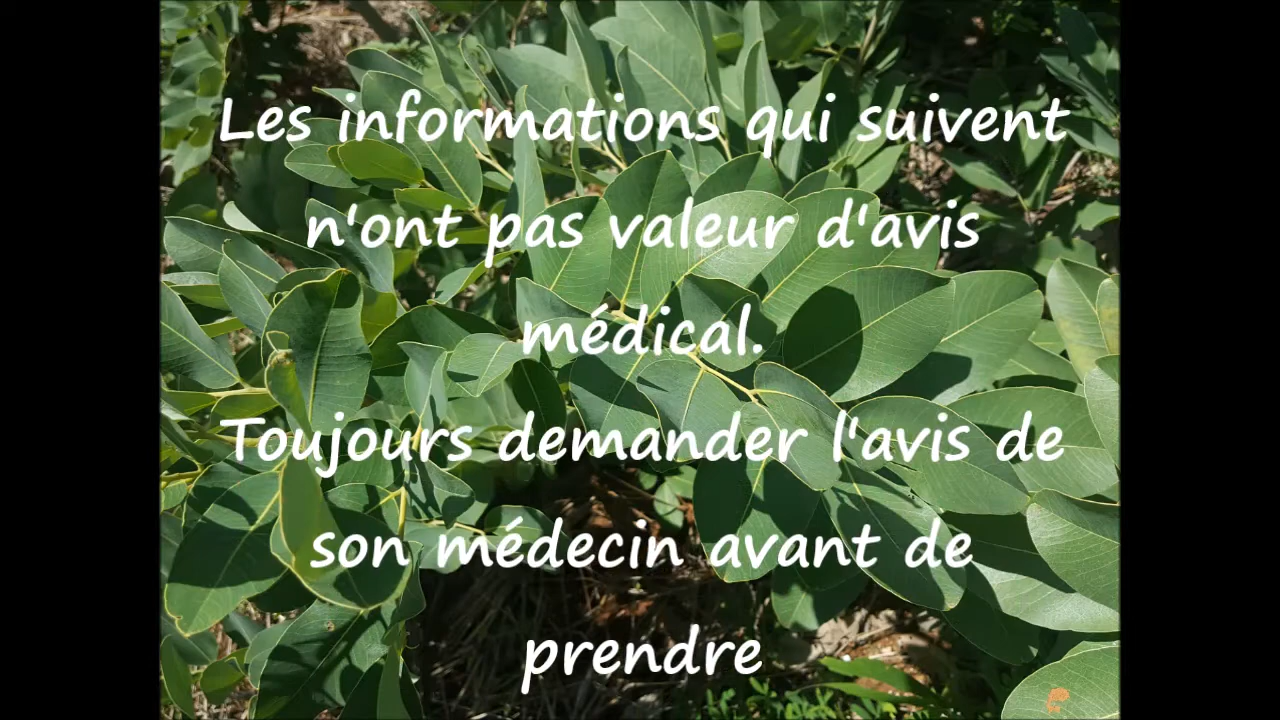 Les informations qui suivent
n'ont pas valeur d'avis
médical.
Toujours demander l'avis de
son médecin avant de
prendre